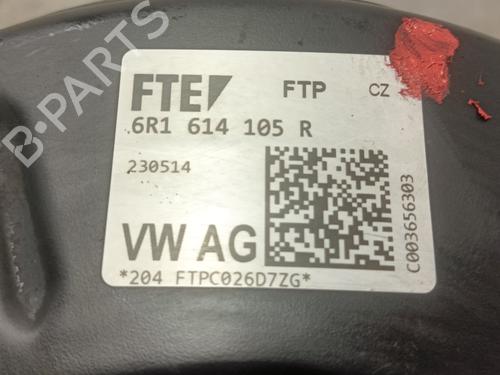 B-PARTS
FTE FTP CZ
6R1 614 105 R
230514
VW AG
C003656303
*204 FTPC026D7ZG*